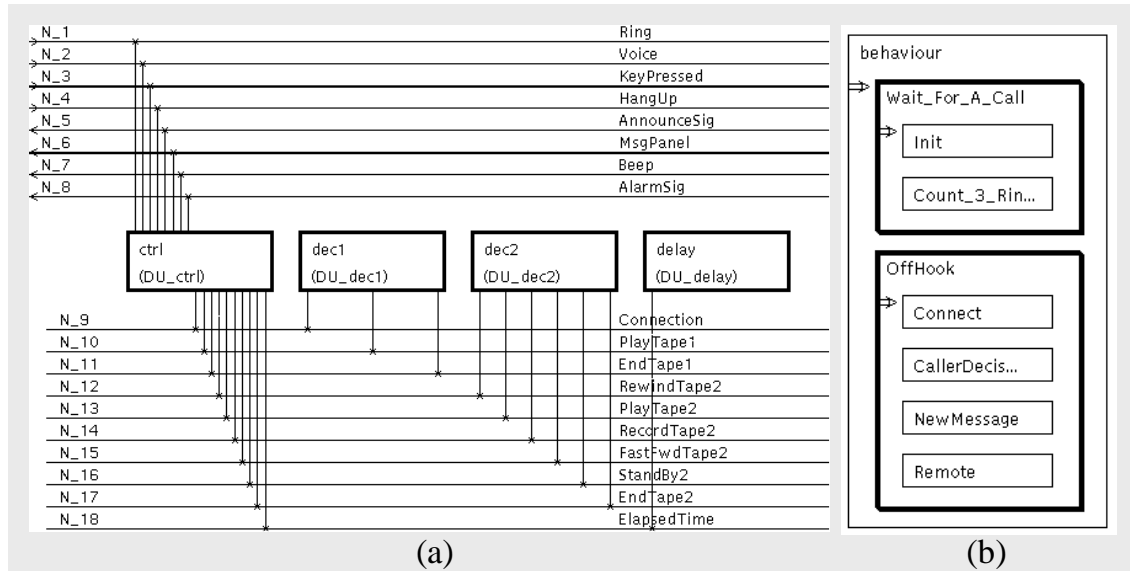 N_1 Ring
N_2 Voice
N_3 KeyPressed
N_4 HangUp
N_5 AnnounceSig
N_6 MsgPanel
N_7 Beep
N_8 AlarmSig
ctrl
(DU_ctrl)
dec1
(DU_dec1)
dec2
(DU_dec2)
delay
(DU_delay)
N_9 Connection
N_10 PlayTape1
N_11 EndTape1
N_12 RewindTape2
N_13 PlayTape2
N_14 RecordTape2
N_15 FastFwdTape2
N_16 StandBy2
N_17 EndTape2
N_18 ElapsedTime
(a)
behaviour
Wait_For_A_Call
Init
Count_3_Rin...
OffHook
Connect
CallerDecis...
NewMessage
Remote
(b)